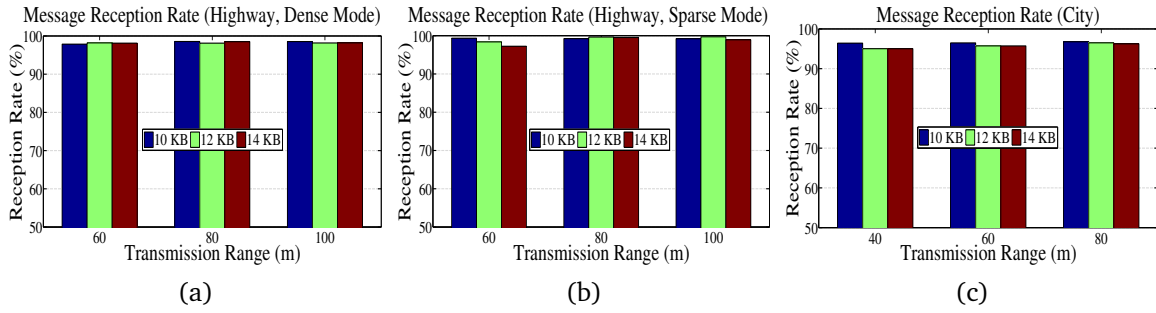 Message Reception Rate (Highway, Dense Mode)
Reception Rate (%)
100
90
80
70
60
50
10 KB 12 KB 14 KB
60 80 100
Transmission Range (m)
(a)
Message Reception Rate (Highway, Sparse Mode)
Reception Rate (%)
100
90
80
70
60
50
10 KB 12 KB 14 KB
60 80 100
Transmission Range (m)
(b)
Message Reception Rate (City)
Reception Rate (%)
100
90
80
70
60
50
10 KB 12 KB 14 KB
40 60 80
Transmission Range (m)
(c)